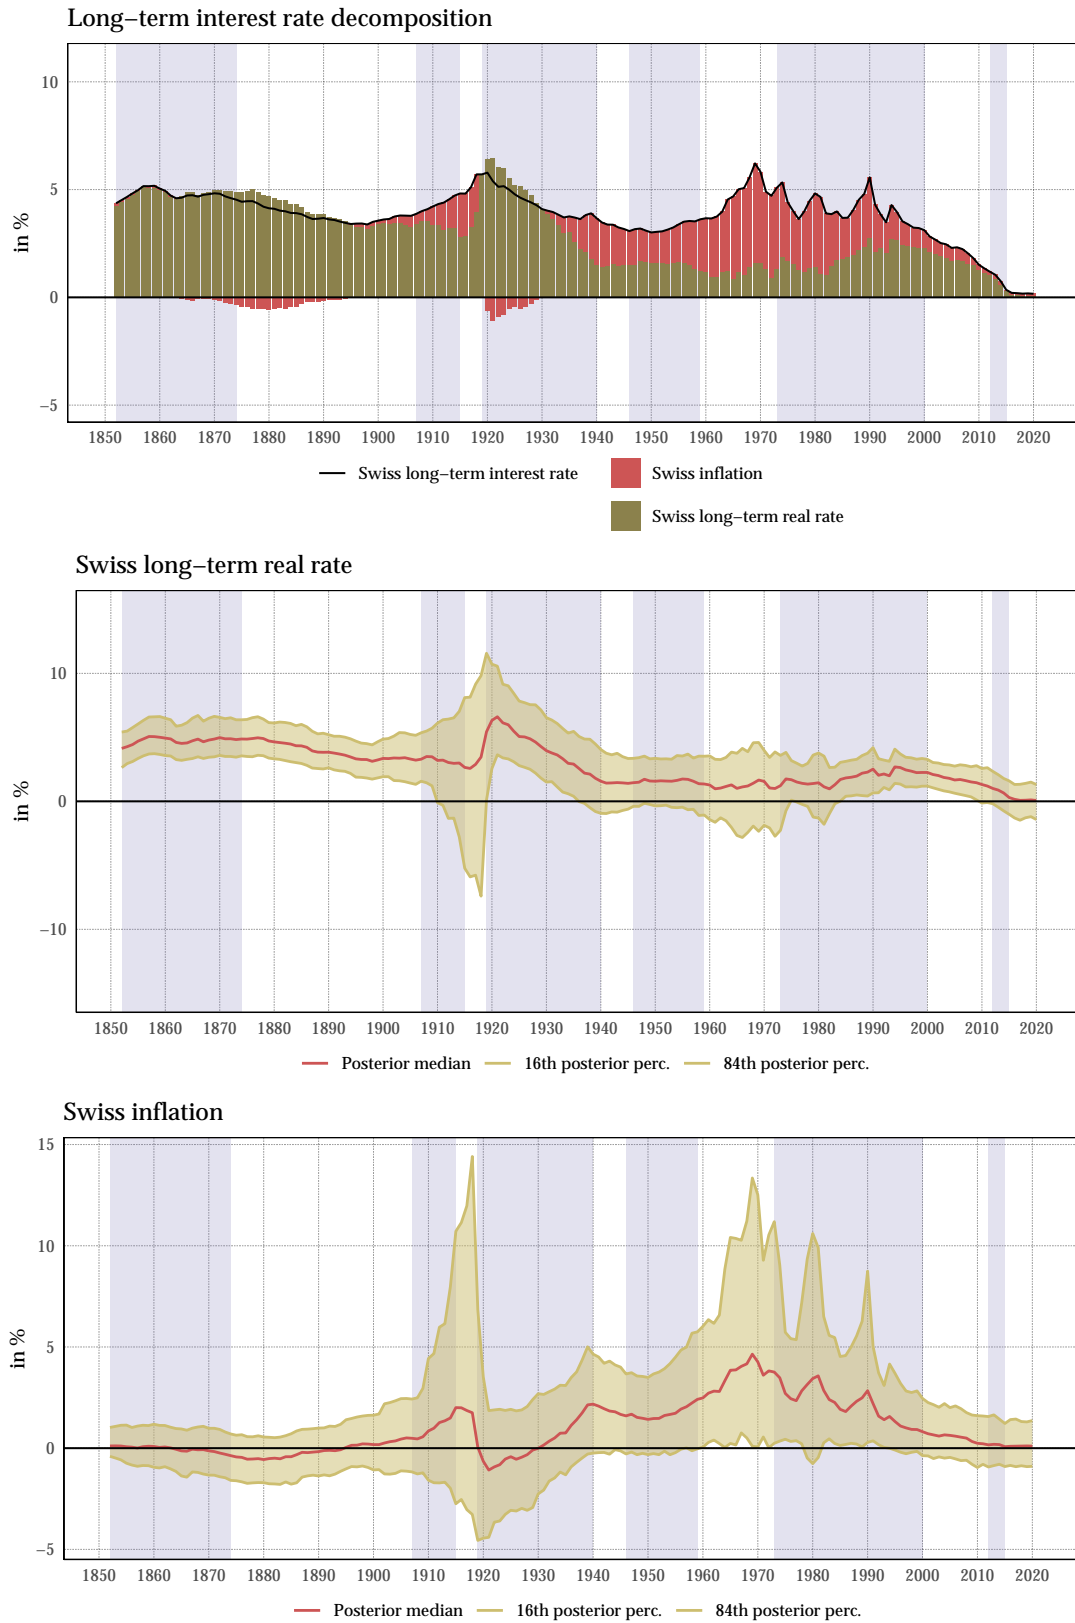 Long–term interest rate decomposition
10
5
0
−5
in %
1850 1860 1870 1880 1890 1900 1910 1920 1930 1940 1950 1960 1970 1980 1990 2000 2010 2020
Swiss long–term interest rate
Swiss inflation
Swiss long–term real rate
Swiss long–term real rate
10
0
−10
in %
1850 1860 1870 1880 1890 1900 1910 1920 1930 1940 1950 1960 1970 1980 1990 2000 2010 2020
Posterior median 16th posterior perc. 84th posterior perc.
Swiss inflation
15
10
5
0
−5
in %
1850 1860 1870 1880 1890 1900 1910 1920 1930 1940 1950 1960 1970 1980 1990 2000 2010 2020
Posterior median 16th posterior perc. 84th posterior perc.